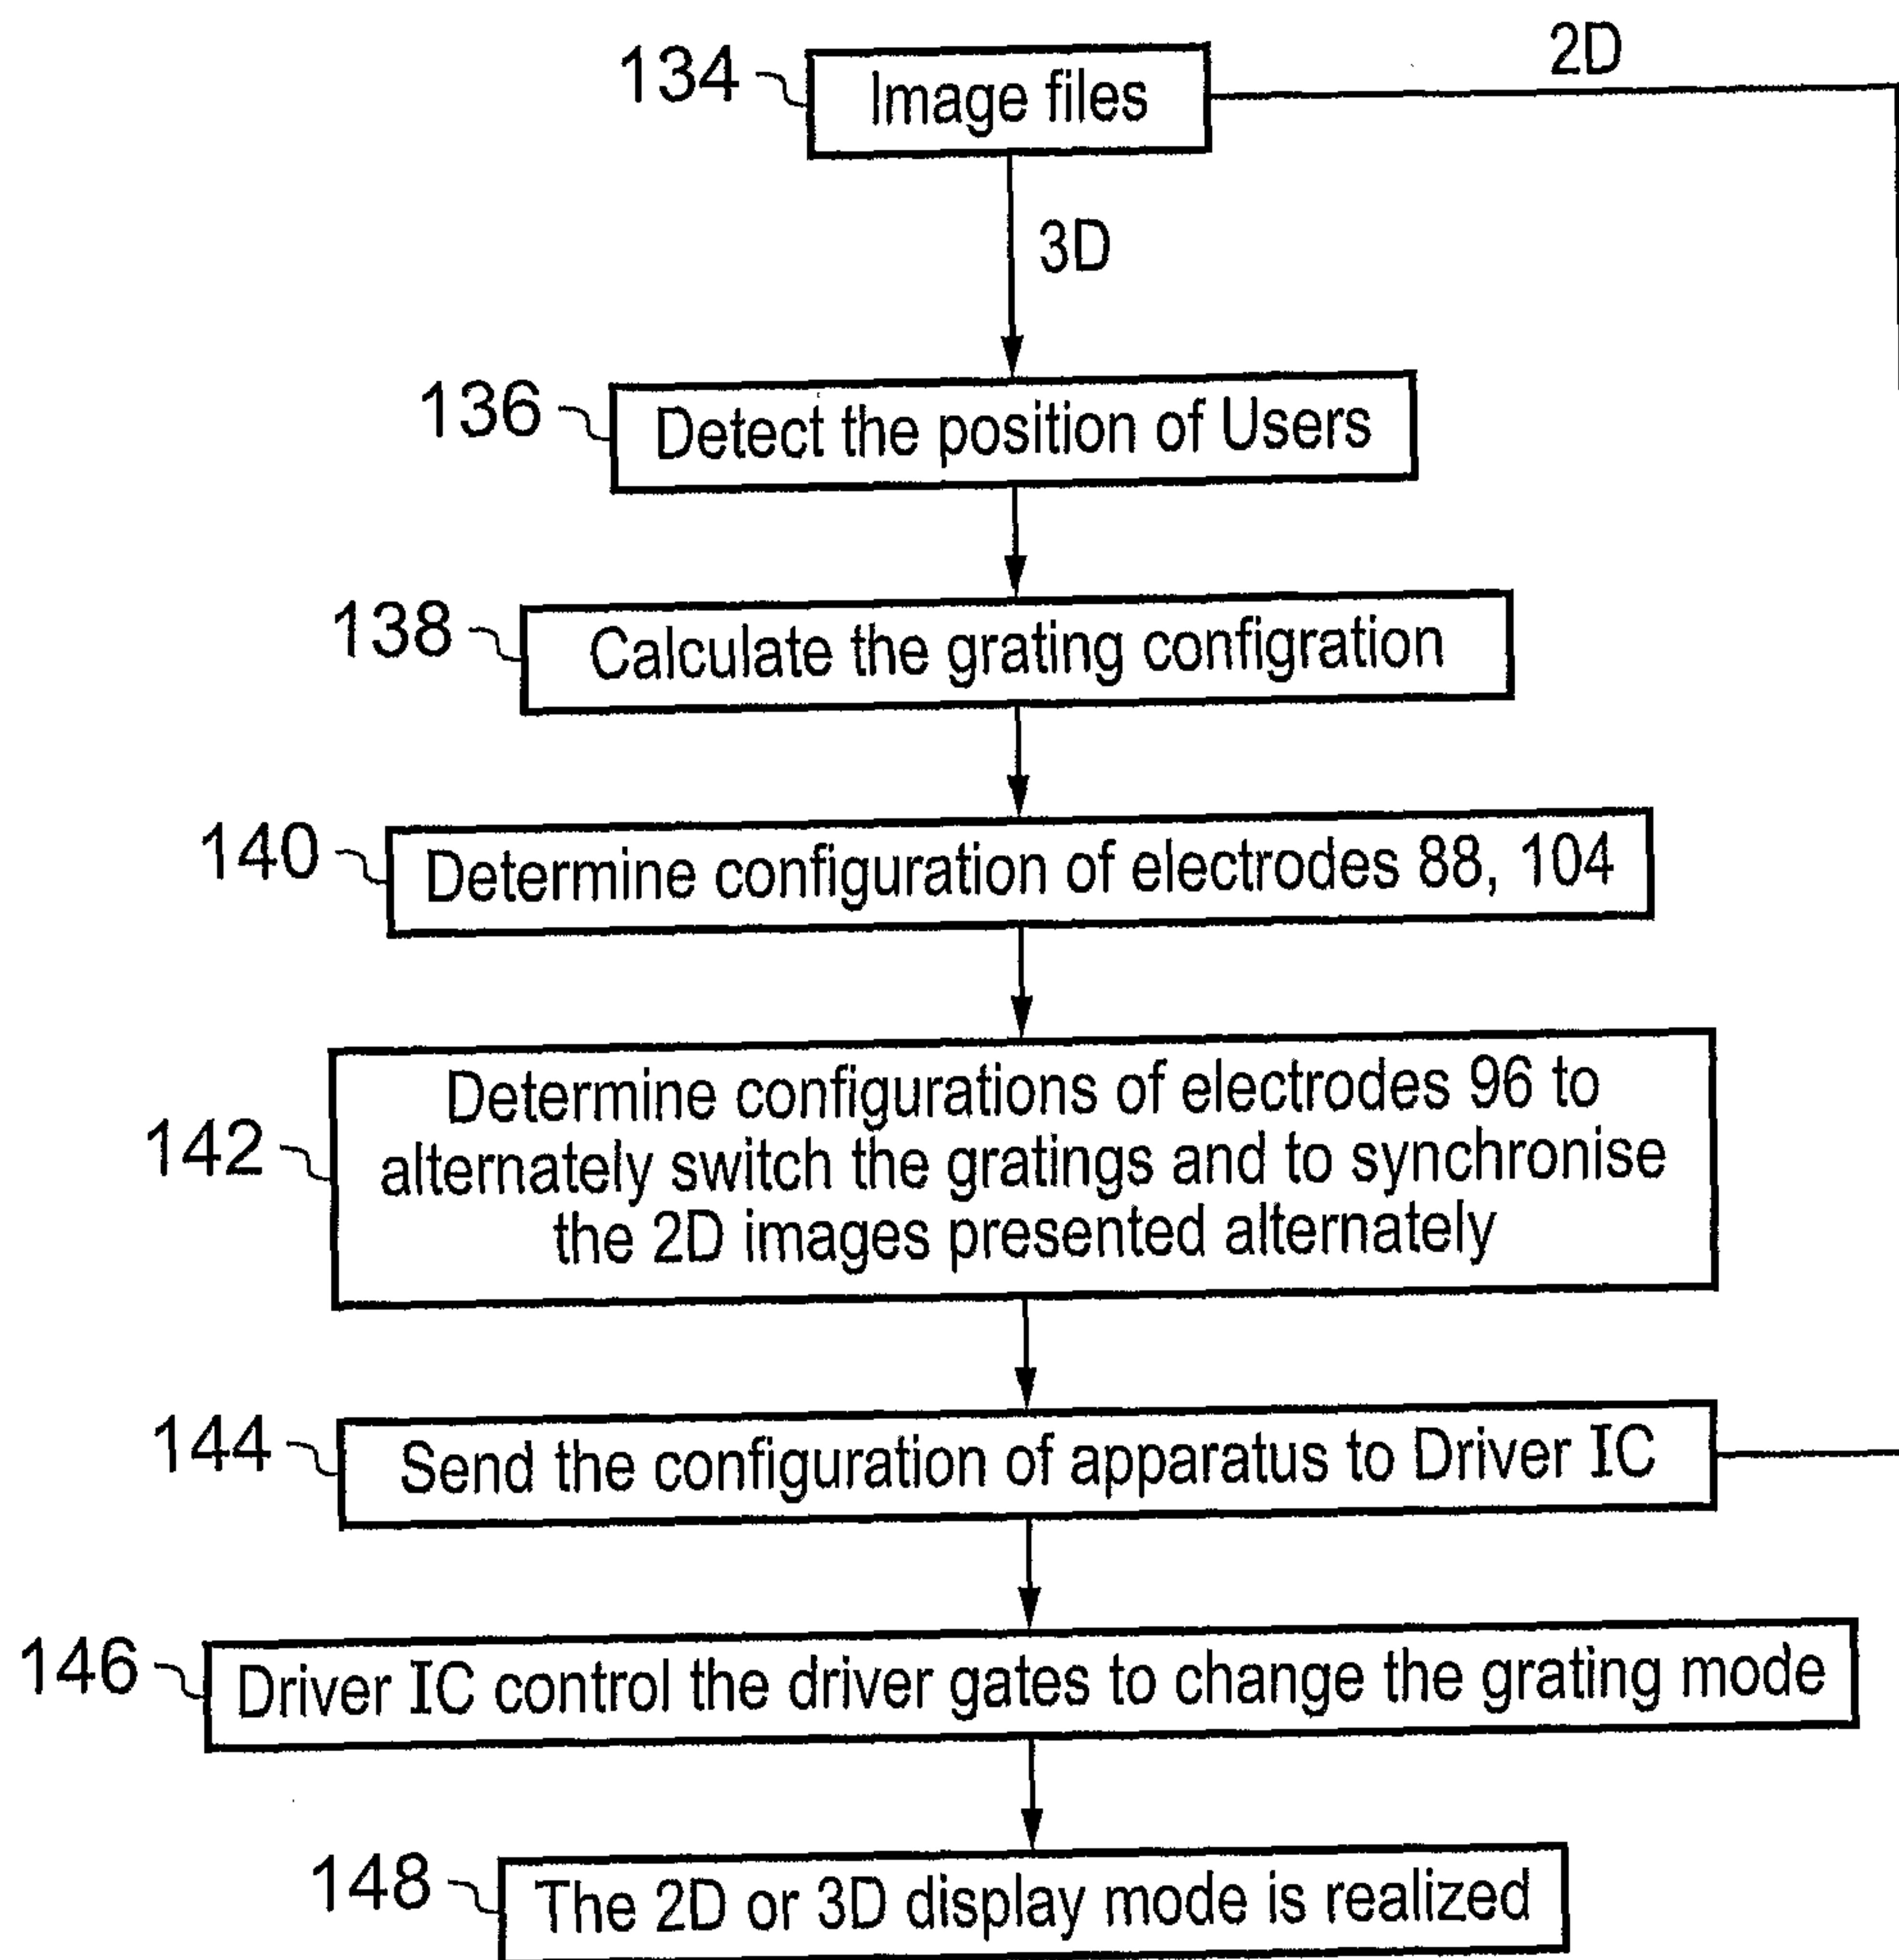 134
Image files
2D
3D
136
Detect the position of Users
138
Calculate the grating configration
140
Determine configuration of electrodes 88, 104
142
Determine configurations of electrodes 96 to
alternately switch the gratings and to synchronise
the 2D images presented alternately
144
Send the configuration of apparatus to Driver IC
146
Driver IC control the driver gates to change the grating mode
148
The 2D or 3D display mode is realized